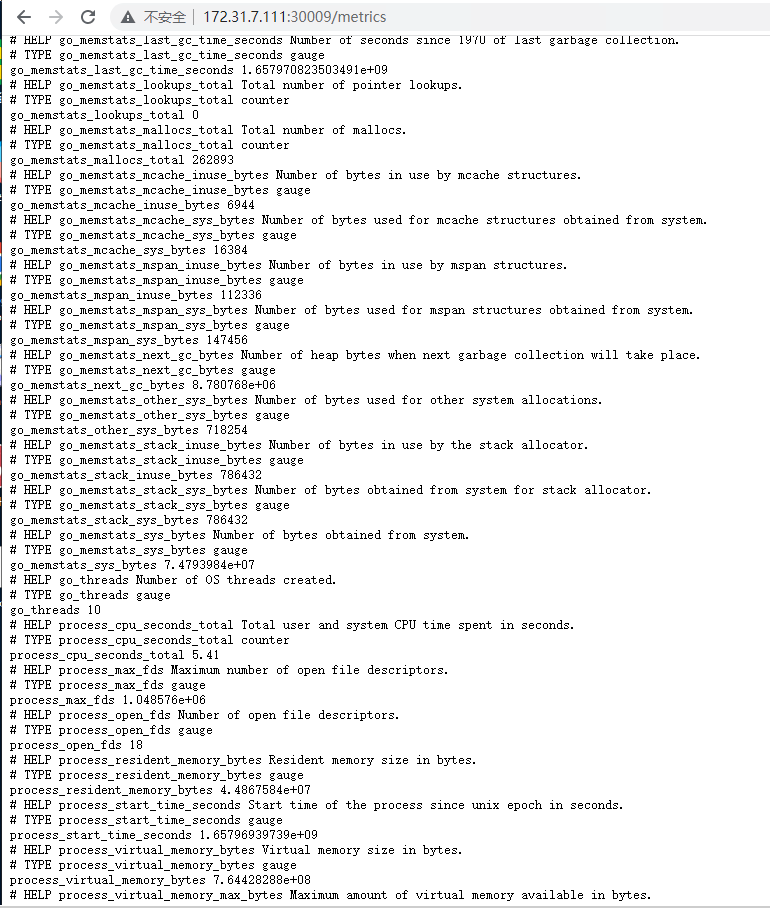 不安全 172.31.7.111:30009/metrics
# HELP go_memstats_last_gc_time_seconds Number of seconds since 1970 of last garbage collection.
# TYPE go_memstats_last_gc_time_seconds gauge
go_memstats_last_gc_time_seconds 1.657970823503491e+09
# HELP go_memstats_lookups_total Total number of pointer lookups.
# TYPE go_memstats_lookups_total counter
go_memstats_lookups_total 0
# HELP go_memstats_mallocs_total Total number of mallocs.
# TYPE go_memstats_mallocs_total counter
go_memstats_mallocs_total 262893
# HELP go_memstats_mcache_inuse_bytes Number of bytes in use by mcache structures.
# TYPE go_memstats_mcache_inuse_bytes gauge
go_memstats_mcache_inuse_bytes 6944
# HELP go_memstats_mcache_sys_bytes Number of bytes used for mcache structures obtained from system.
# TYPE go_memstats_mcache_sys_bytes gauge
go_memstats_mcache_sys_bytes 16384
# HELP go_memstats_mspan_inuse_bytes Number of bytes in use by mspan structures.
# TYPE go_memstats_mspan_inuse_bytes gauge
go_memstats_mspan_inuse_bytes 112336
# HELP go_memstats_mspan_sys_bytes Number of bytes used for mspan structures obtained from system.
# TYPE go_memstats_mspan_sys_bytes gauge
go_memstats_mspan_sys_bytes 147456
# HELP go_memstats_next_gc_bytes Number of heap bytes when next garbage collection will take place.
# TYPE go_memstats_next_gc_bytes gauge
go_memstats_next_gc_bytes 8.780768e+06
# HELP go_memstats_other_sys_bytes Number of bytes used for other system allocations.
# TYPE go_memstats_other_sys_bytes gauge
go_memstats_other_sys_bytes 718254
# HELP go_memstats_stack_inuse_bytes Number of bytes in use by the stack allocator.
# TYPE go_memstats_stack_inuse_bytes gauge
go_memstats_stack_inuse_bytes 786432
# HELP go_memstats_stack_sys_bytes Number of bytes obtained from system for stack allocator.
# TYPE go_memstats_stack_sys_bytes gauge
go_memstats_stack_sys_bytes 786432
# HELP go_memstats_sys_bytes Number of bytes obtained from system.
# TYPE go_memstats_sys_bytes gauge
go_memstats_sys_bytes 7.4793984e+07
# HELP go_threads Number of OS threads created.
# TYPE go_threads gauge
go_threads 10
# HELP process_cpu_seconds_total Total user and system CPU time spent in seconds.
# TYPE process_cpu_seconds_total counter
process_cpu_seconds_total 5.41
# HELP process_max_fds Maximum number of open file descriptors.
# TYPE process_max_fds gauge
process_max_fds 1.048576e+06
# HELP process_open_fds Number of open file descriptors.
# TYPE process_open_fds gauge
process_open_fds 18
# HELP process_resident_memory_bytes Resident memory size in bytes.
# TYPE process_resident_memory_bytes gauge
process_resident_memory_bytes 4.4867584e+07
# HELP process_start_time_seconds Start time of the process since unix epoch in seconds.
# TYPE process_start_time_seconds gauge
process_start_time_seconds 1.65796939739e+09
# HELP process_virtual_memory_bytes Virtual memory size in bytes.
# TYPE process_virtual_memory_bytes gauge
process_virtual_memory_bytes 7.64428288e+08
# HELP process_virtual_memory_max_bytes Maximum amount of virtual memory available in bytes.